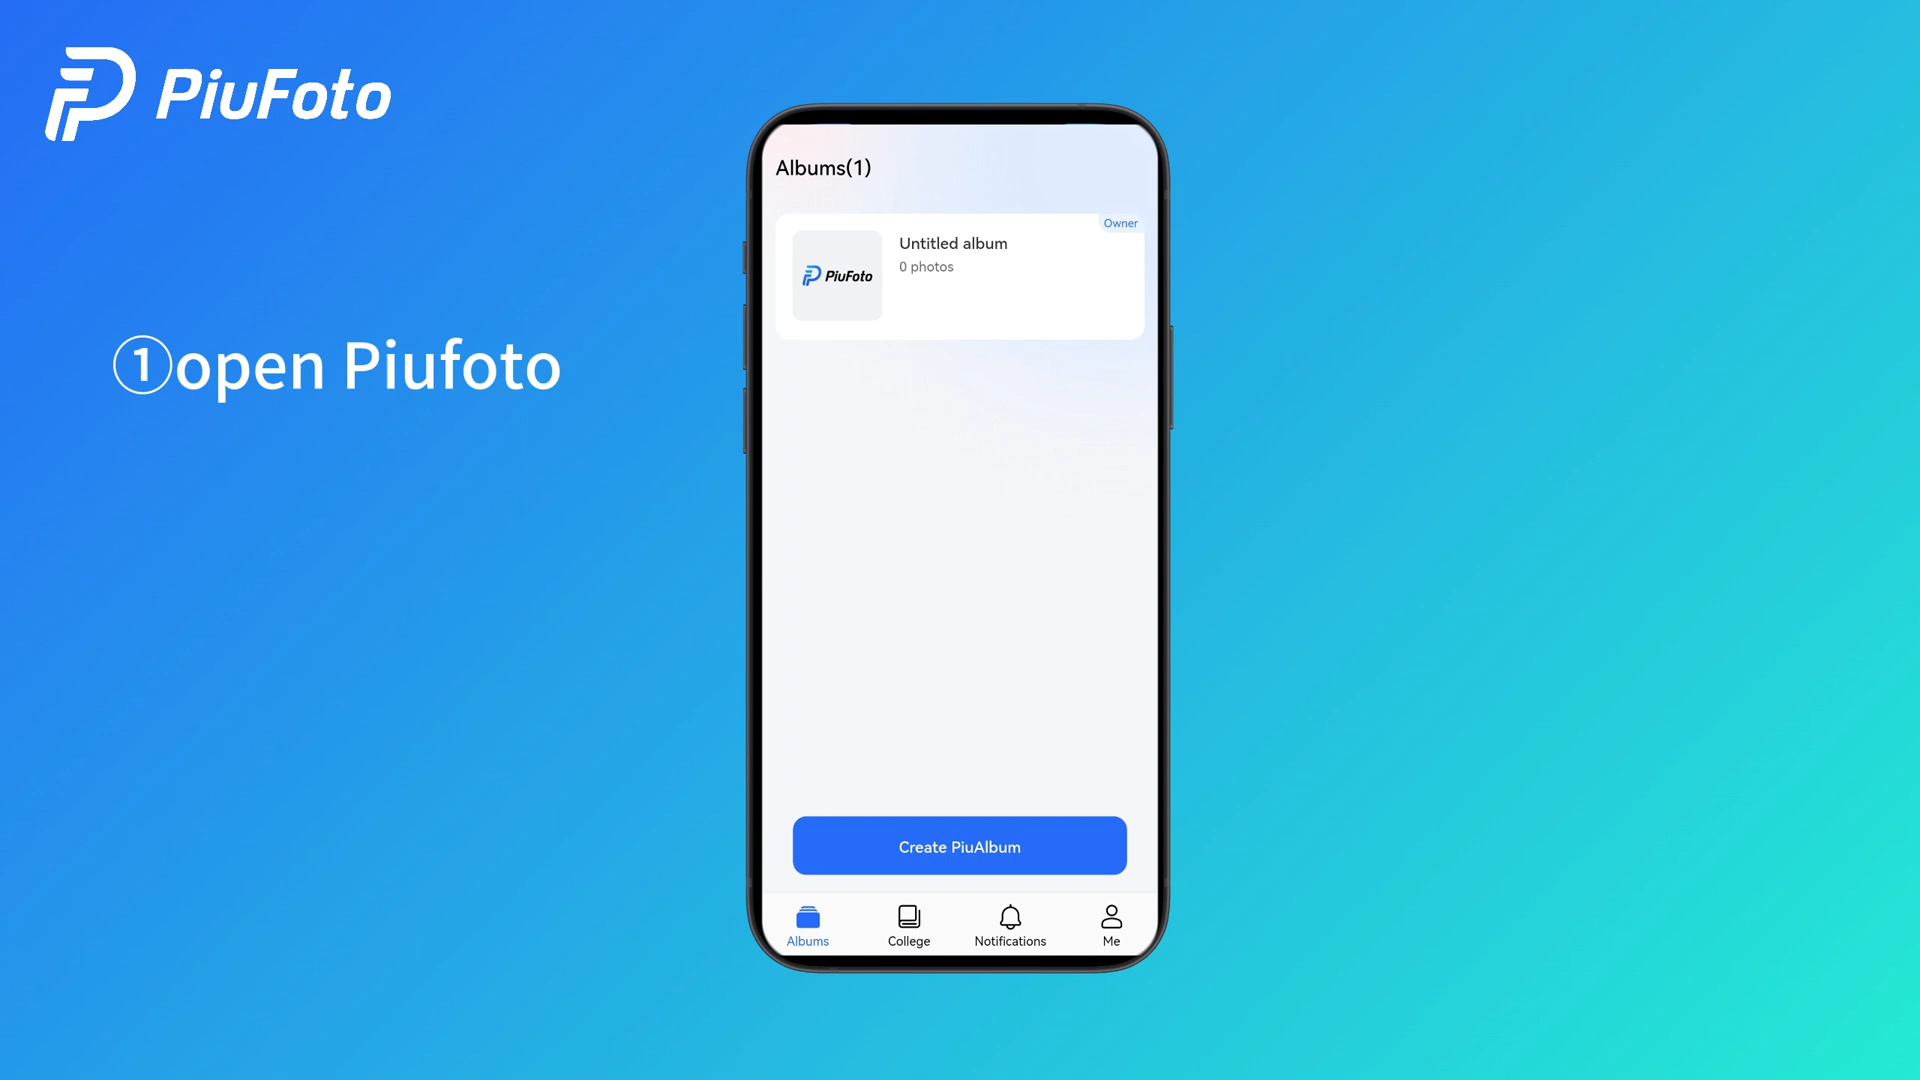 PiuFoto
①open Piufoto
Albums(1)
Owner
Untitled album
0 photos
PiuFoto
Create PiuAlbum
Albums
College
Notifications
Me